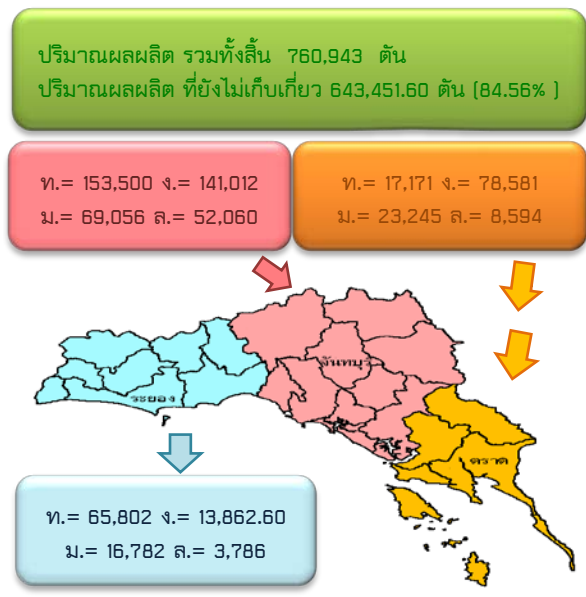 ปริมาณผลผลิต รวมทั้งสิ้น 760,943 ตัน
ปริมาณผลผลิต ที่ยังไม่เก็บเกี่ยว 643,451.60 ตัน (84.56% )
ท.= 153,500 ง.= 141,012
ม.= 69,056 ล.= 52,060
ท.= 17,171 ง.= 78,581
ม.= 23,245 ล.= 8,594
จันทบุรี
ระยอง
ตราด
ท.= 65,802 ง.= 13,862.60
ม.= 16,782 ล.= 3,786